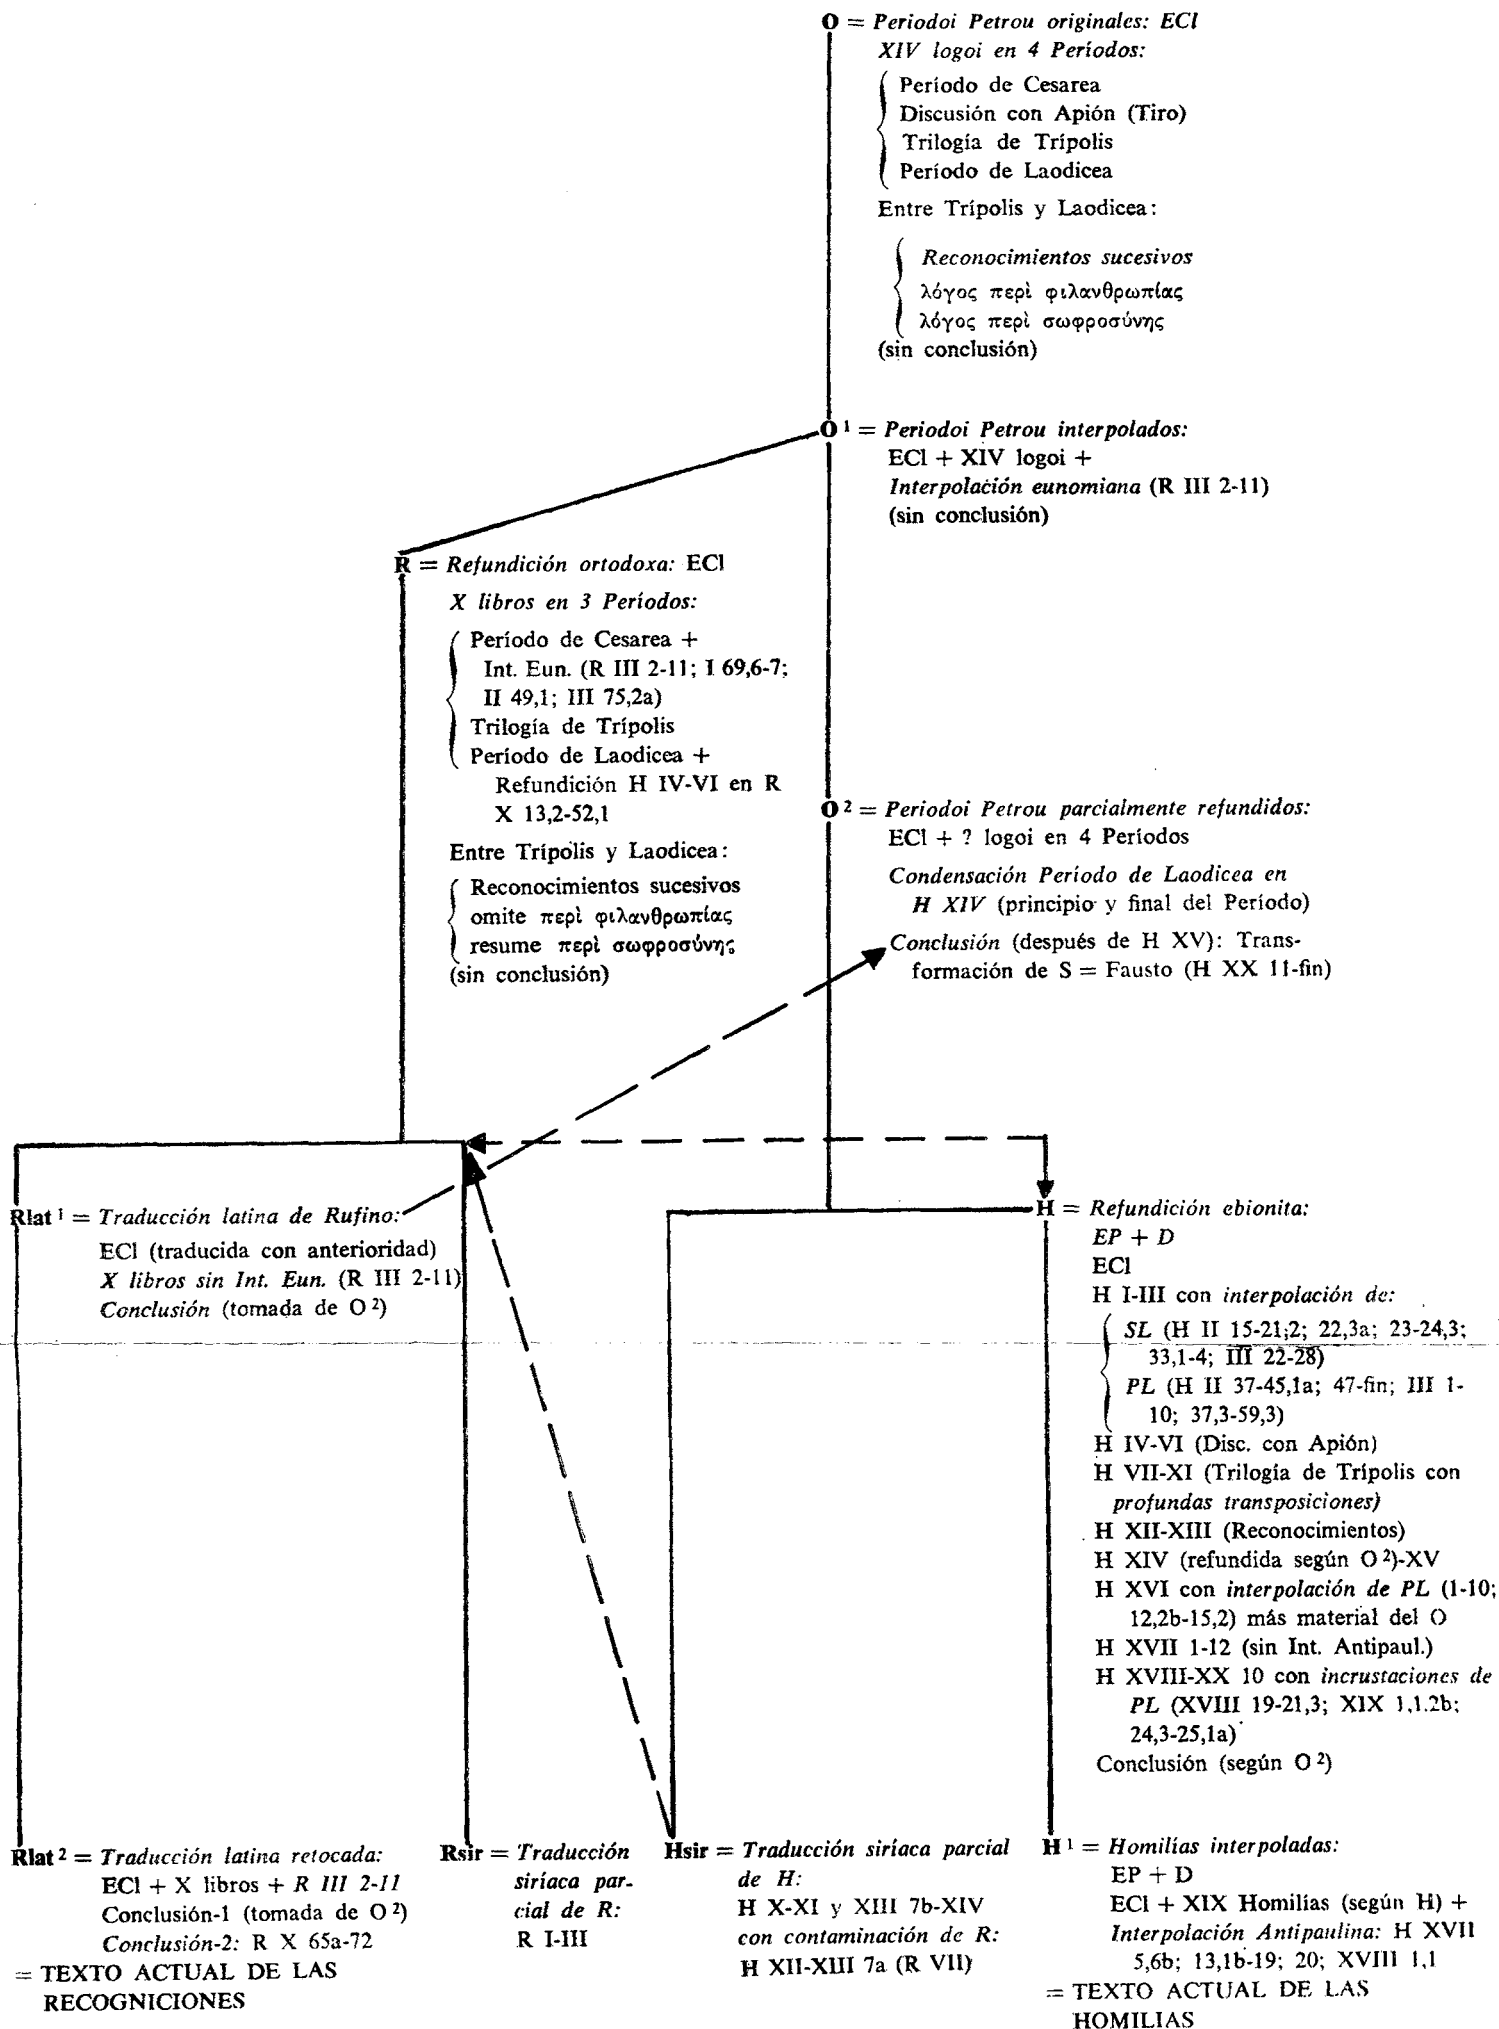 O = Periodoi Petrou originales: ECl
XIV logoi en 4 Períodos:
Período de Cesarea
Discusión con Apión (Tiro)
Trilogía de Trípolis
Período de Laodicea
Entre Trípolis y Laodicea:
Reconocimientos sucesivos
λόγος περὶ φιλανθρωπίας
λόγος περὶ σωφροσύνης
(sin conclusión)
O¹ = Periodoi Petrou interpolados:
ECl + XIV logoi +
Interpolación eunomiana (R III 2-11)
(sin conclusión)
R = Refundición ortodoxa: ECl
X libros en 3 Períodos:
Período de Cesarea +
Int. Eun. (R III 2-11; I 69,6-7;
II 49,1; III 75,2a)
Trilogía de Trípolis
Período de Laodicea +
Refundición H IV-VI en R
X 13,2-52,1
Entre Trípolis y Laodicea:
Reconocimientos sucesivos
omite περὶ φιλανθρωπίας
resume περὶ σωφροσύνης
(sin conclusión)
O² = Periodoi Petrou parcialmente refundidos:
ECl + ? logoi en 4 Períodos
Condensación Período de Laodicea en
H XIV (principio y final del Período)
Conclusión (después de H XV): Trans-
formación de S = Fausto (H XX 11-fin)
Rlat¹ = Traducción latina de Rufino:
ECl (traducida con anterioridad)
X libros sin Int. Eun. (R III 2-11)
Conclusión (tomada de O²)
H = Refundición ebionita:
EP + D
ECl
H I-III con interpolación de:
SL (H II 15-21;2; 22,3a; 23-24,3;
33,1-4; III 22-28)
PL (H II 37-45,1a; 47-fin; III 1-
10; 37,3-59,3)
H IV-VI (Disc. con Apión)
H VII-XI (Trilogía de Trípolis con
profundas transposiciones)
H XII-XIII (Reconocimientos)
H XIV (refundida según O²)-XV
H XVI con interpolación de PL (1-10;
12,2b-15,2) más material del O
H XVII 1-12 (sin Int. Antipaul.)
H XVIII-XX 10 con incrustaciones de
PL (XVIII 19-21,3; XIX 1,1.2b;
24,3-25,1a)
Conclusión (según O²)
Rlat² = Traducción latina retocada:
ECl + X libros + R III 2-11
Conclusión-1 (tomada de O²)
Conclusión-2: R X 65a-72
= TEXTO ACTUAL DE LAS
RECOGNICIONES
Rsir = Traducción
siríaca par-
cial de R:
R I-III
Hsir = Traducción siríaca parcial
de H:
H X-XI y XIII 7b-XIV
con contaminación de R:
H XII-XIII 7a (R VII)
H¹ = Homilías interpoladas:
EP + D
ECl + XIX Homilías (según H) +
Interpolación Antipaulina: H XVII
5,6b; 13,1b-19; 20; XVIII 1,1
= TEXTO ACTUAL DE LAS
HOMILIAS